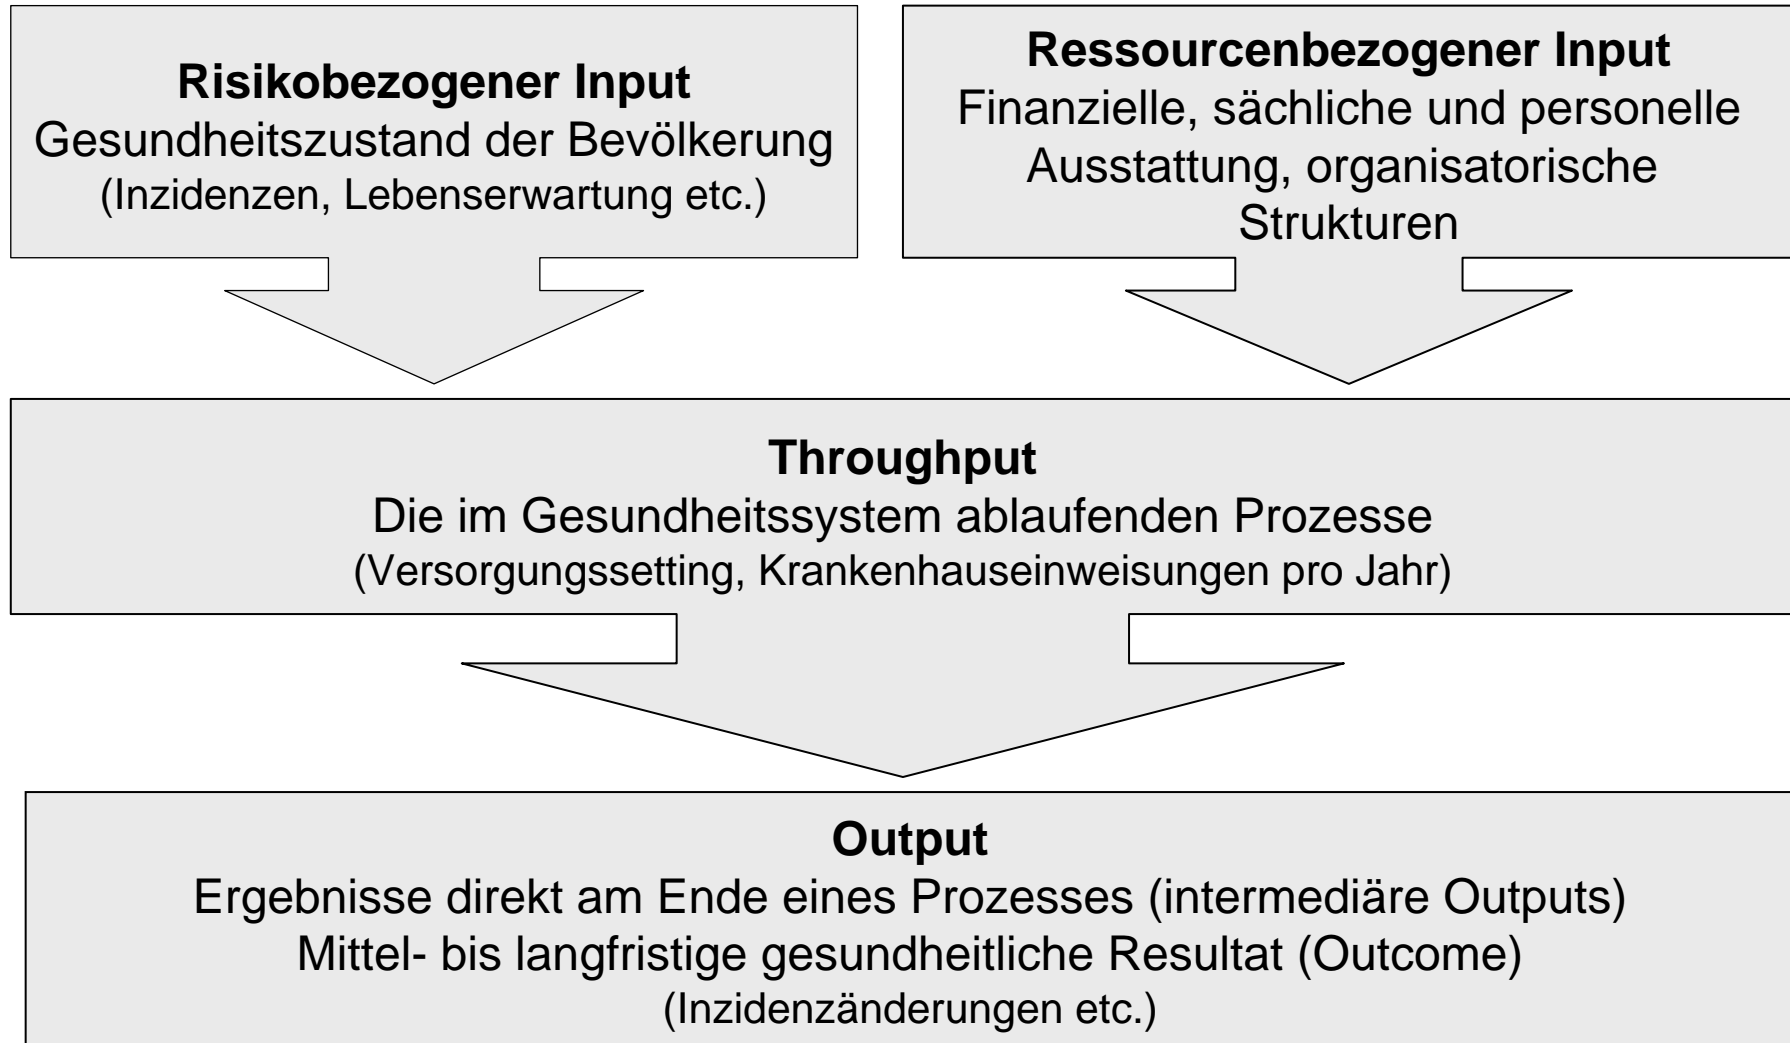 Risikobezogener Input
Gesundheitszustand der Bevölkerung
(Inzidenzen, Lebenserwartung etc.)
Ressourcenbezogener Input
Finanzielle, sächliche und personelle
Ausstattung, organisatorische
Strukturen
Throughput
Die im Gesundheitssystem ablaufenden Prozesse
(Versorgungssetting, Krankenhauseinweisungen pro Jahr)
Output
Ergebnisse direkt am Ende eines Prozesses (intermediäre Outputs)
Mittel- bis langfristige gesundheitliche Resultat (Outcome)
(Inzidenzänderungen etc.)